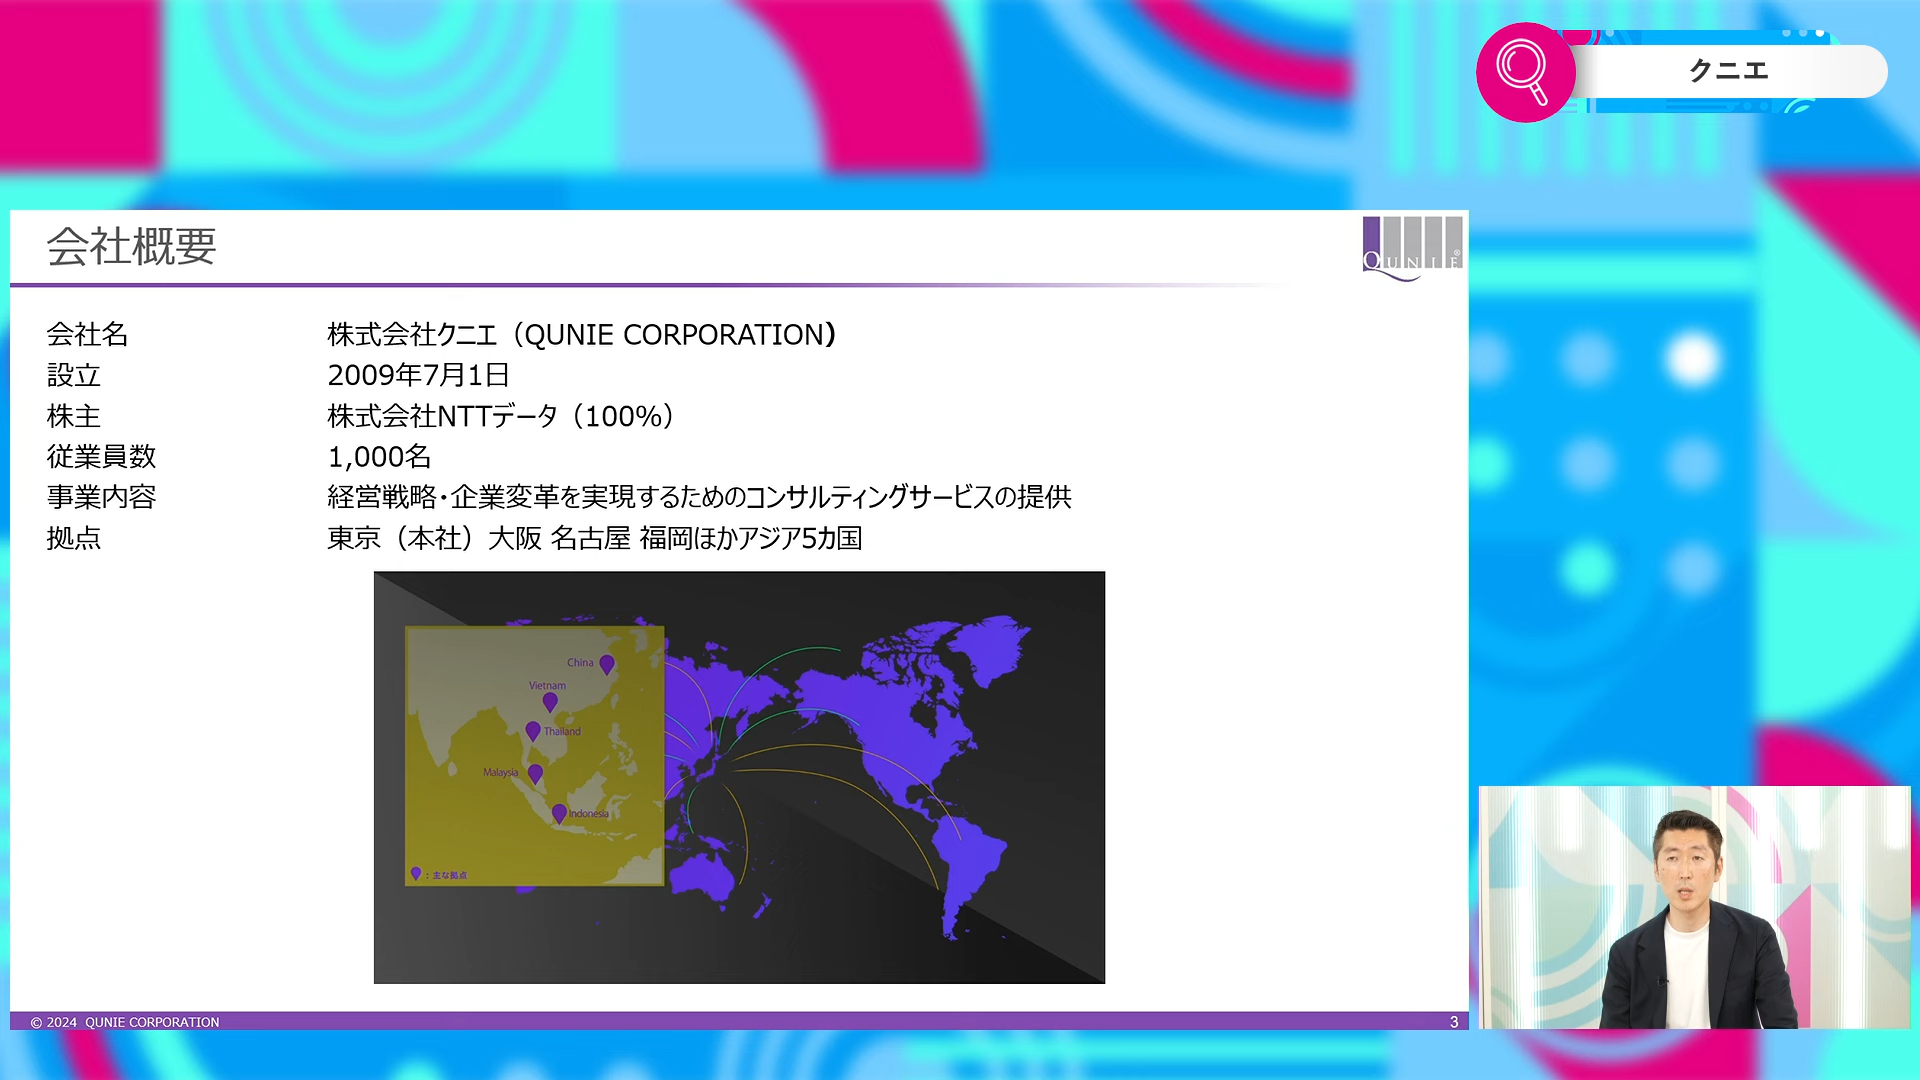 クニエ
会社概要
QUNIE®
会社名 株式会社クニエ（QUNIE CORPORATION）
設立 2009年7月1日
株主 株式会社NTTデータ（100%）
従業員数 1,000名
事業内容 経営戦略・企業変革を実現するためのコンサルティングサービスの提供
拠点 東京（本社）大阪 名古屋 福岡ほかアジア5カ国
China
Vietnam
Thailand
Malaysia
Indonesia
：主な拠点
© 2024 QUNIE CORPORATION
3